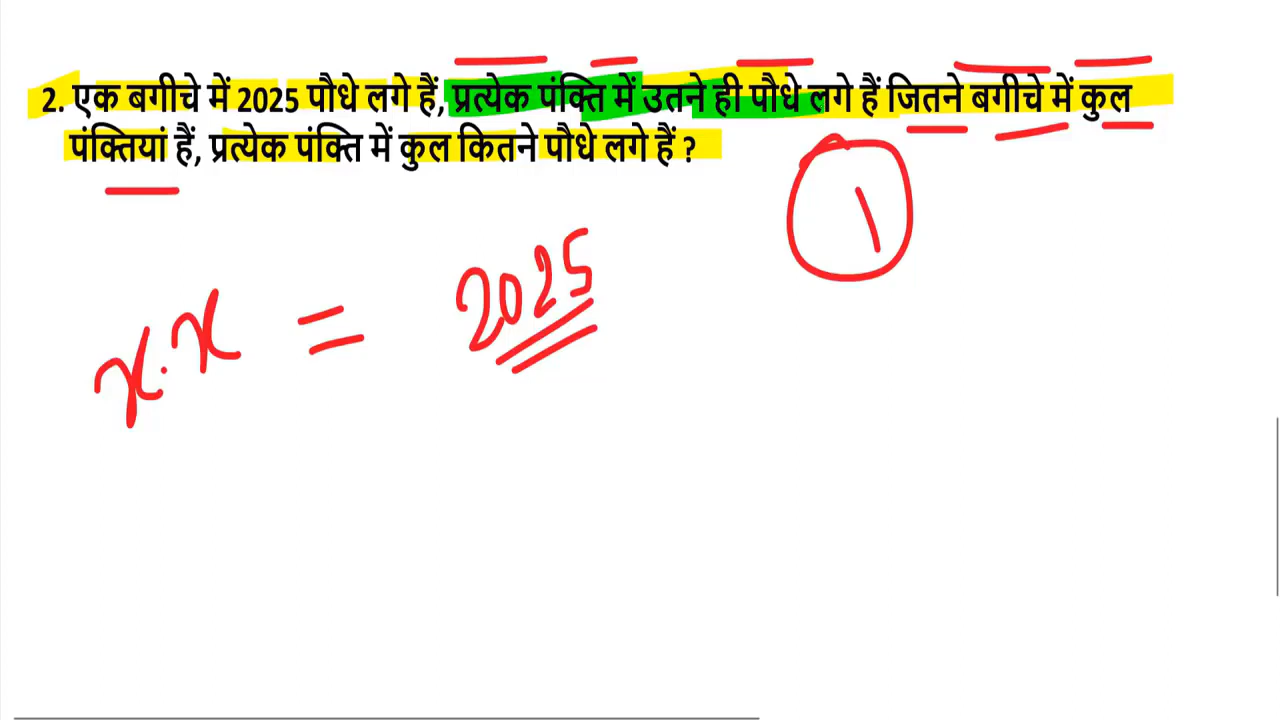 2. एक बगीचे में 2025 पौधे लगे हैं, प्रत्येक पंक्ति में उतने ही पौधे लगे हैं जितने बगीचे में कुल
पंक्तियां हैं, प्रत्येक पंक्ति में कुल कितने पौधे लगे हैं ?
1
x.x = 2025